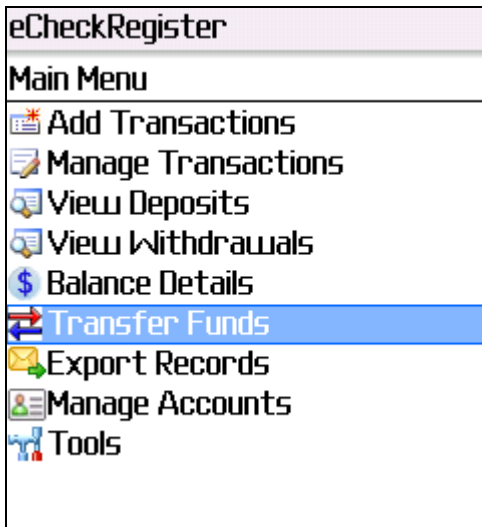 eCheckRegister
Main Menu
Add Transactions
Manage Transactions
View Deposits
View Withdrawals
$ Balance Details
Transfer Funds
Export Records
Manage Accounts
Tools